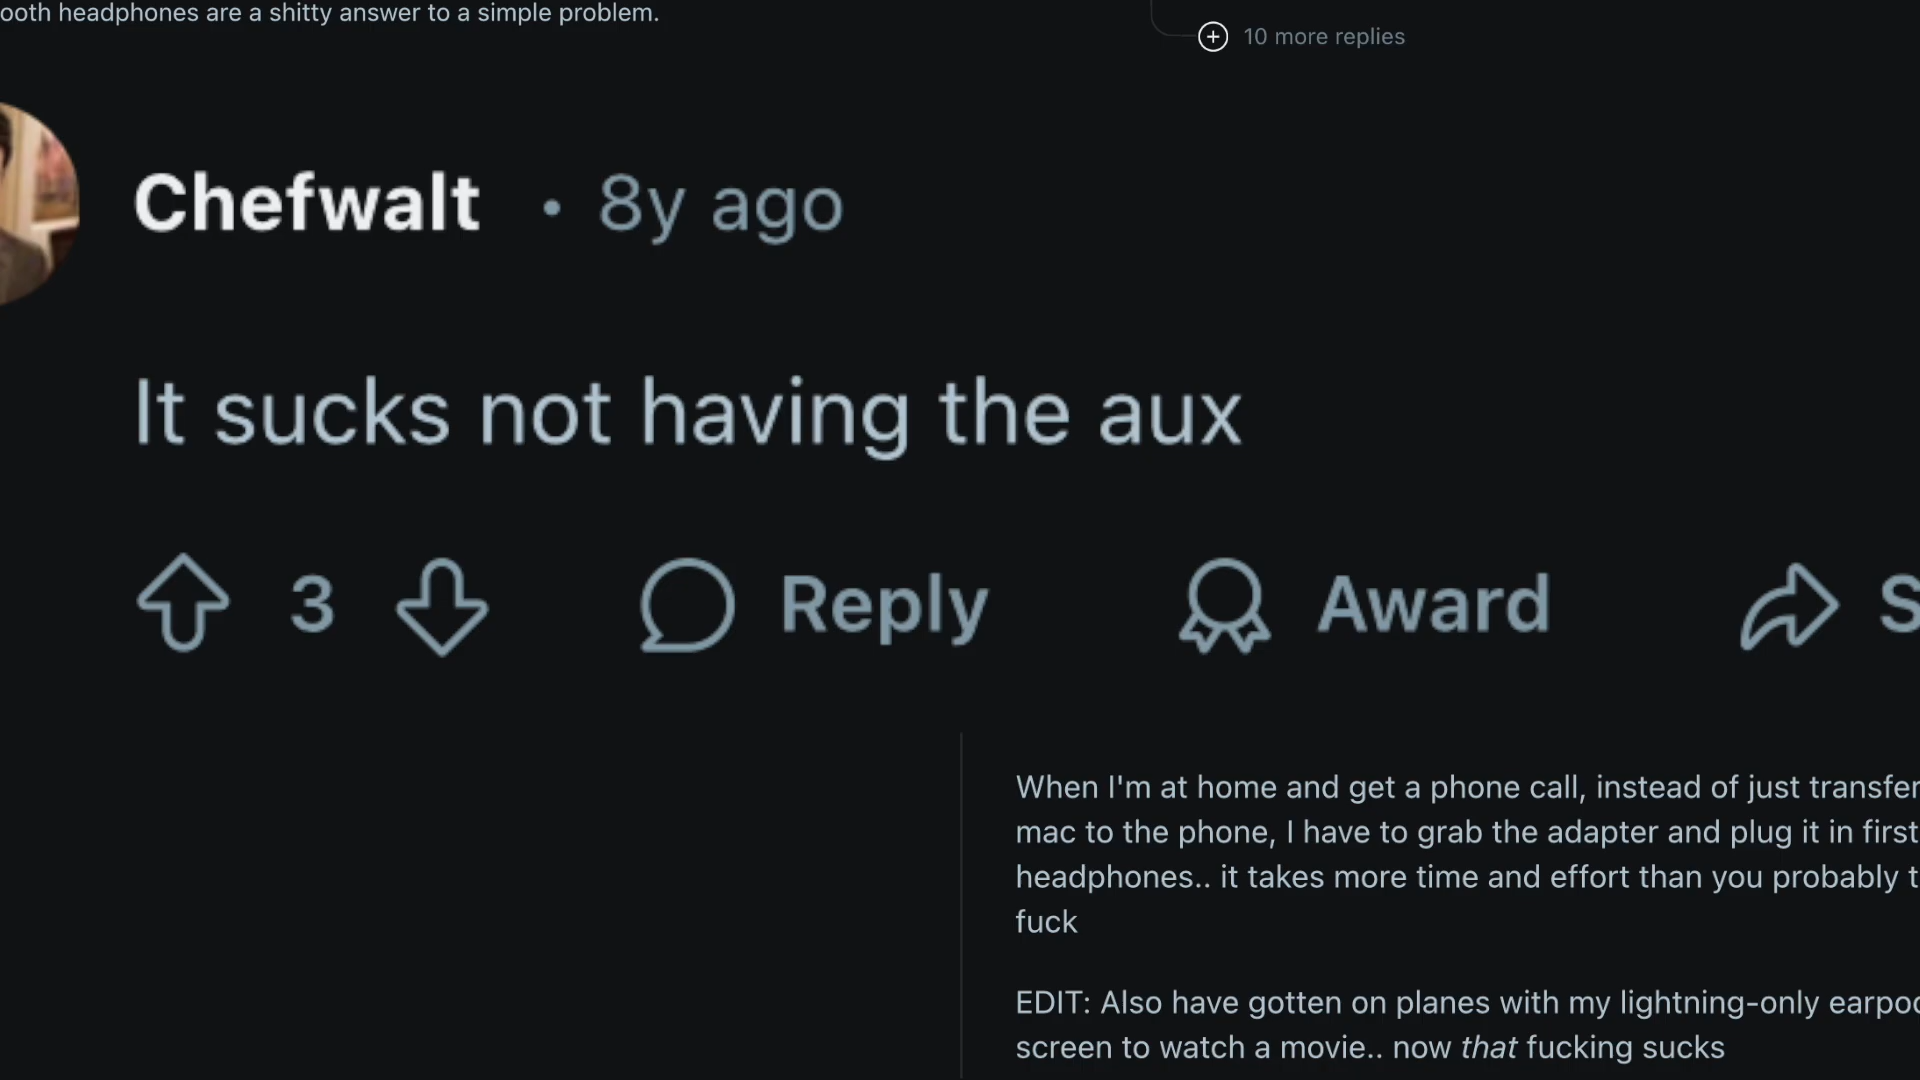 ooth headphones are a shitty answer to a simple problem.
10 more replies
Chefwalt • 8y ago
It sucks not having the aux
3 Reply Award S
When I'm at home and get a phone call, instead of just transfer
mac to the phone, I have to grab the adapter and plug it in first
headphones.. it takes more time and effort than you probably t
fuck
EDIT: Also have gotten on planes with my lightning-only earpod
screen to watch a movie.. now that fucking sucks